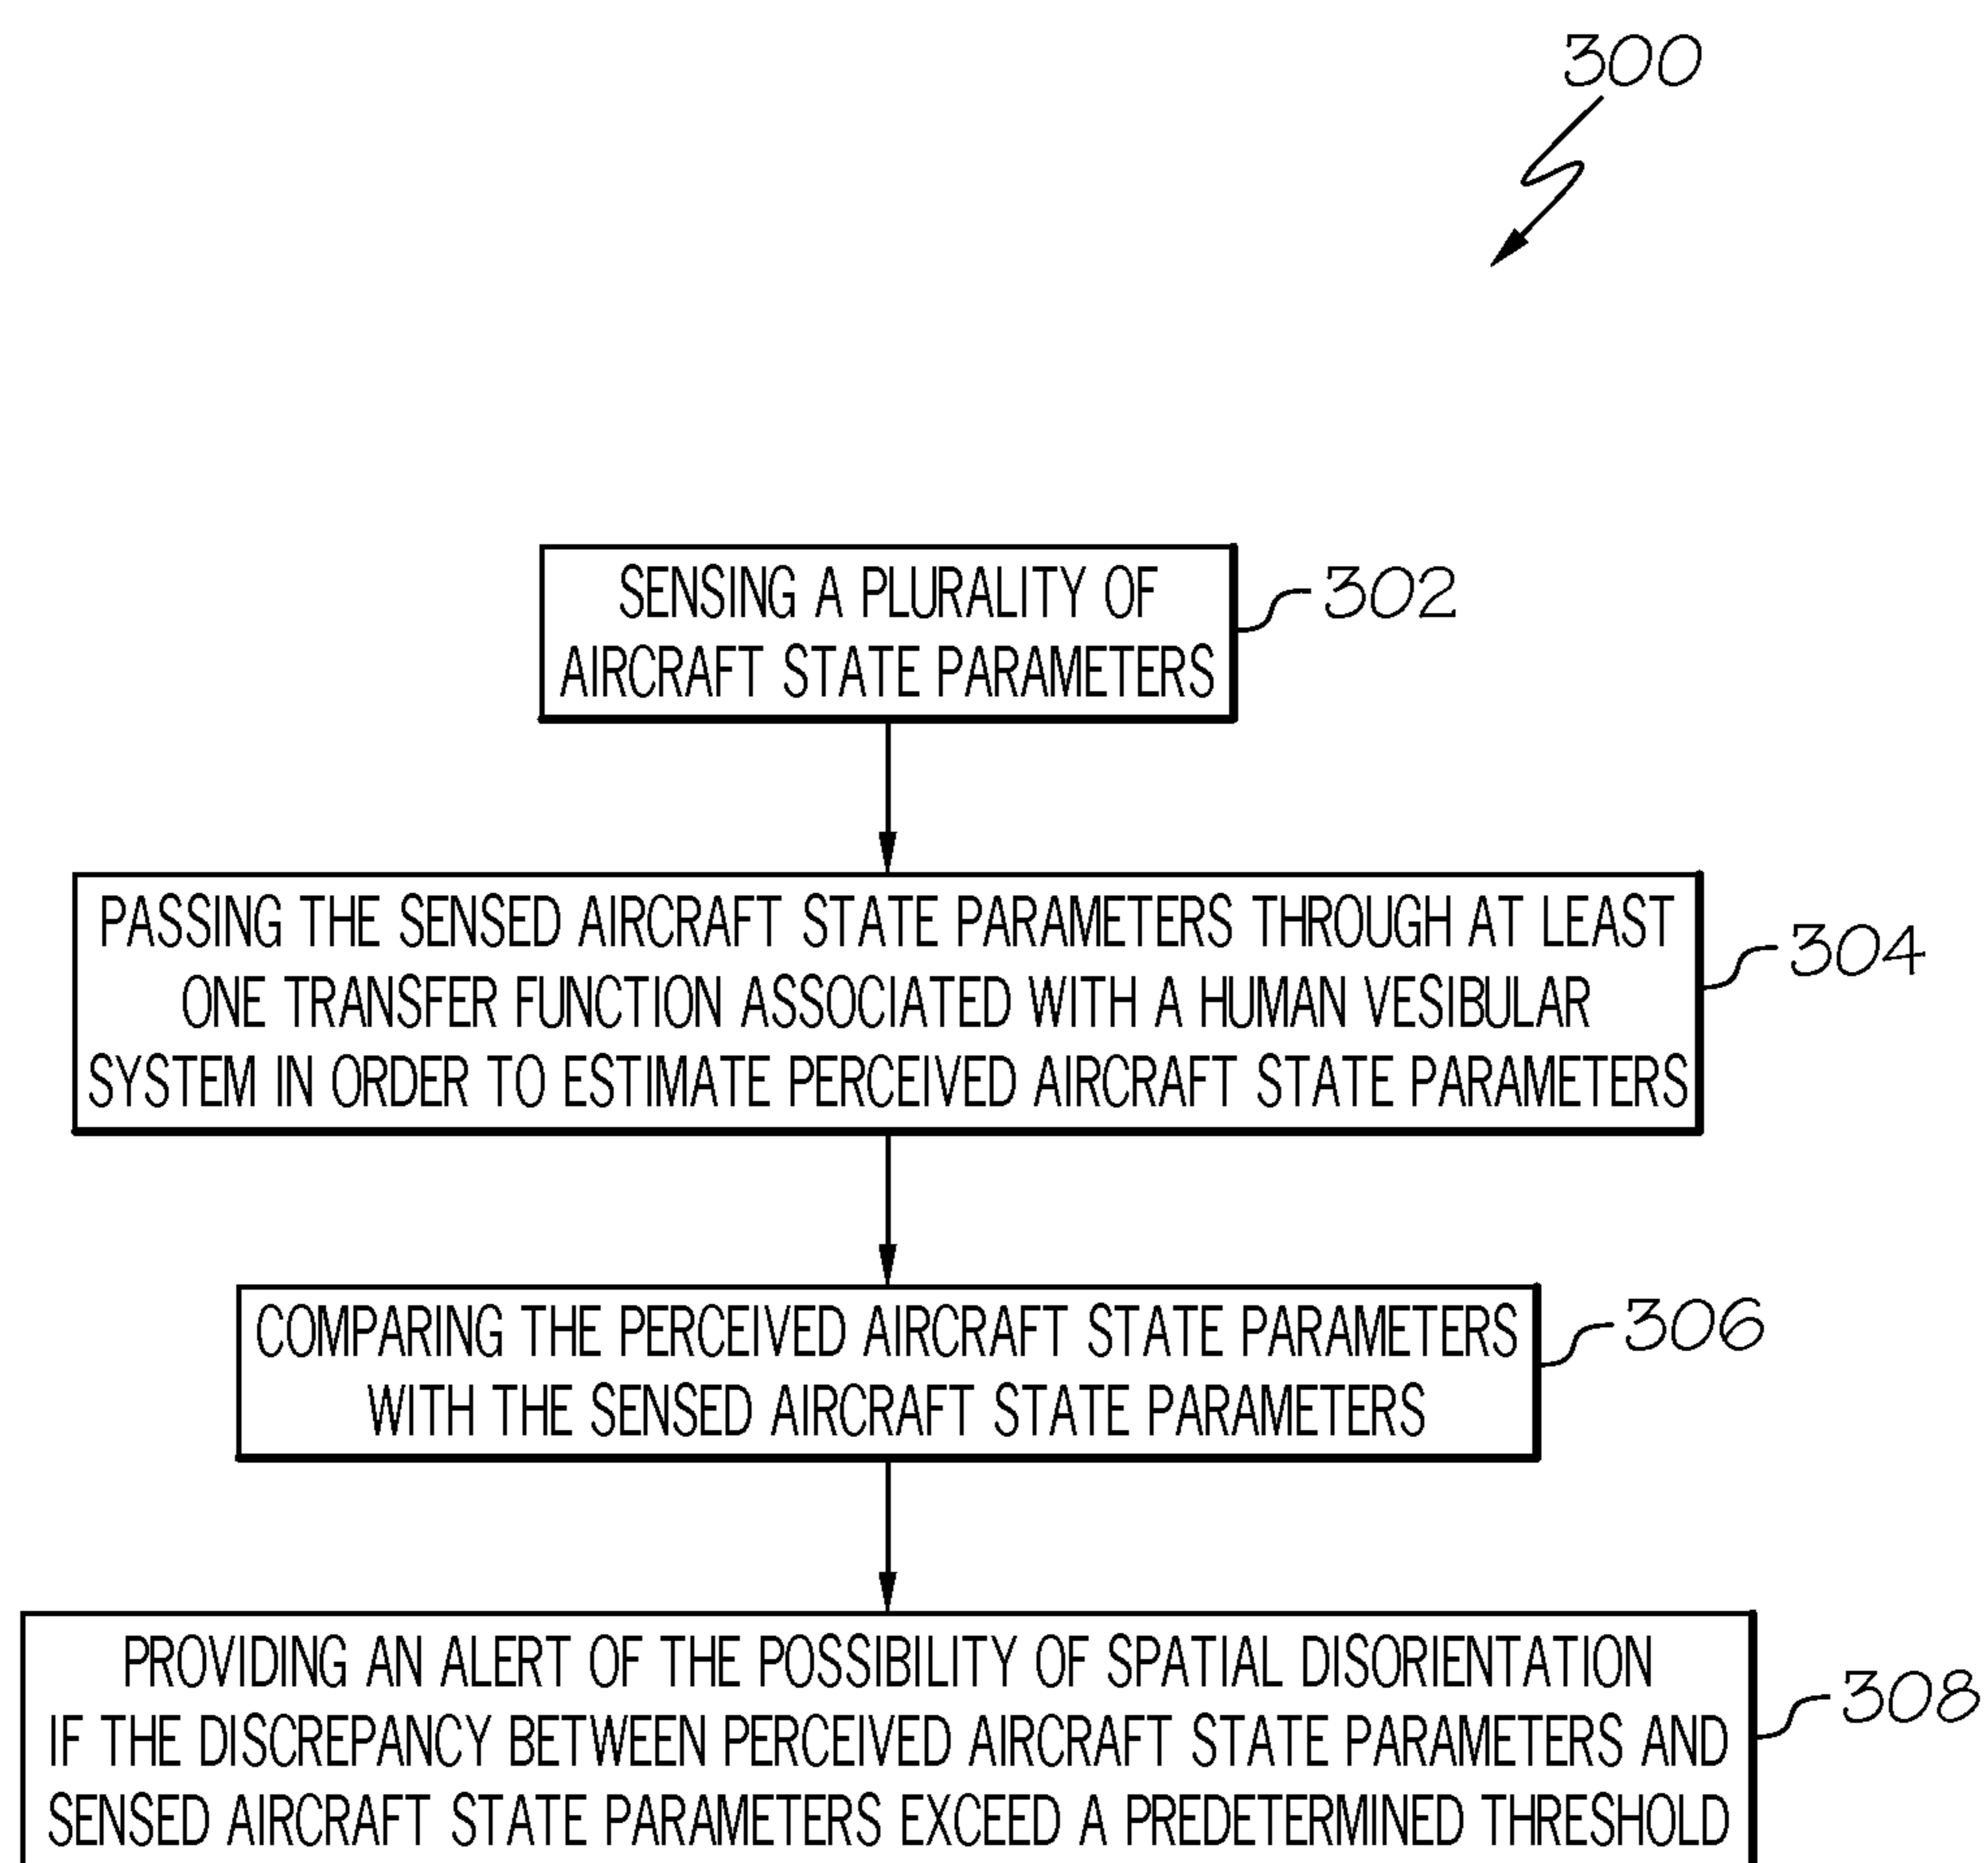 300
SENSING A PLURALITY OF
AIRCRAFT STATE PARAMETERS
302
PASSING THE SENSED AIRCRAFT STATE PARAMETERS THROUGH AT LEAST
ONE TRANSFER FUNCTION ASSOCIATED WITH A HUMAN VESIBULAR
SYSTEM IN ORDER TO ESTIMATE PERCEIVED AIRCRAFT STATE PARAMETERS
304
COMPARING THE PERCEIVED AIRCRAFT STATE PARAMETERS
WITH THE SENSED AIRCRAFT STATE PARAMETERS
306
PROVIDING AN ALERT OF THE POSSIBILITY OF SPATIAL DISORIENTATION
IF THE DISCREPANCY BETWEEN PERCEIVED AIRCRAFT STATE PARAMETERS AND
SENSED AIRCRAFT STATE PARAMETERS EXCEED A PREDETERMINED THRESHOLD
308